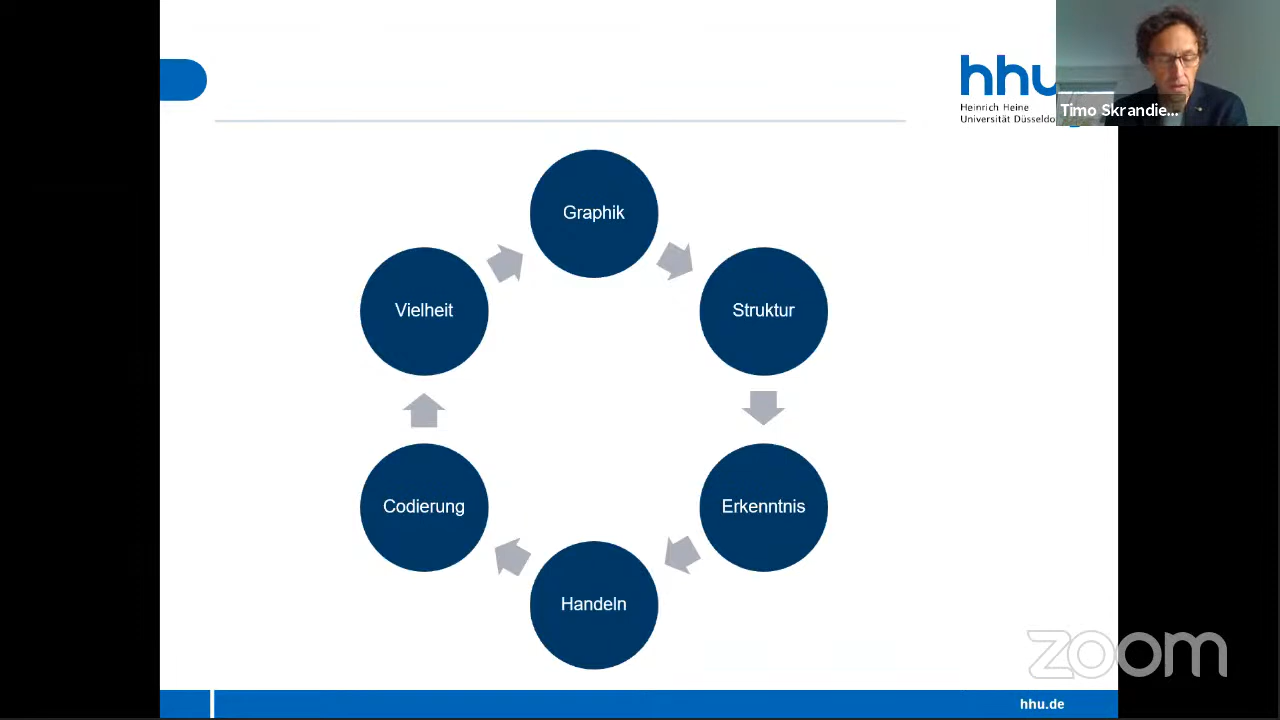 hhu
Heinrich Heine
Universität Düsseldo
Timo Skrandie...
Graphik
Vielheit
Struktur
Codierung
Erkenntnis
Handeln
zoom
hhu.de